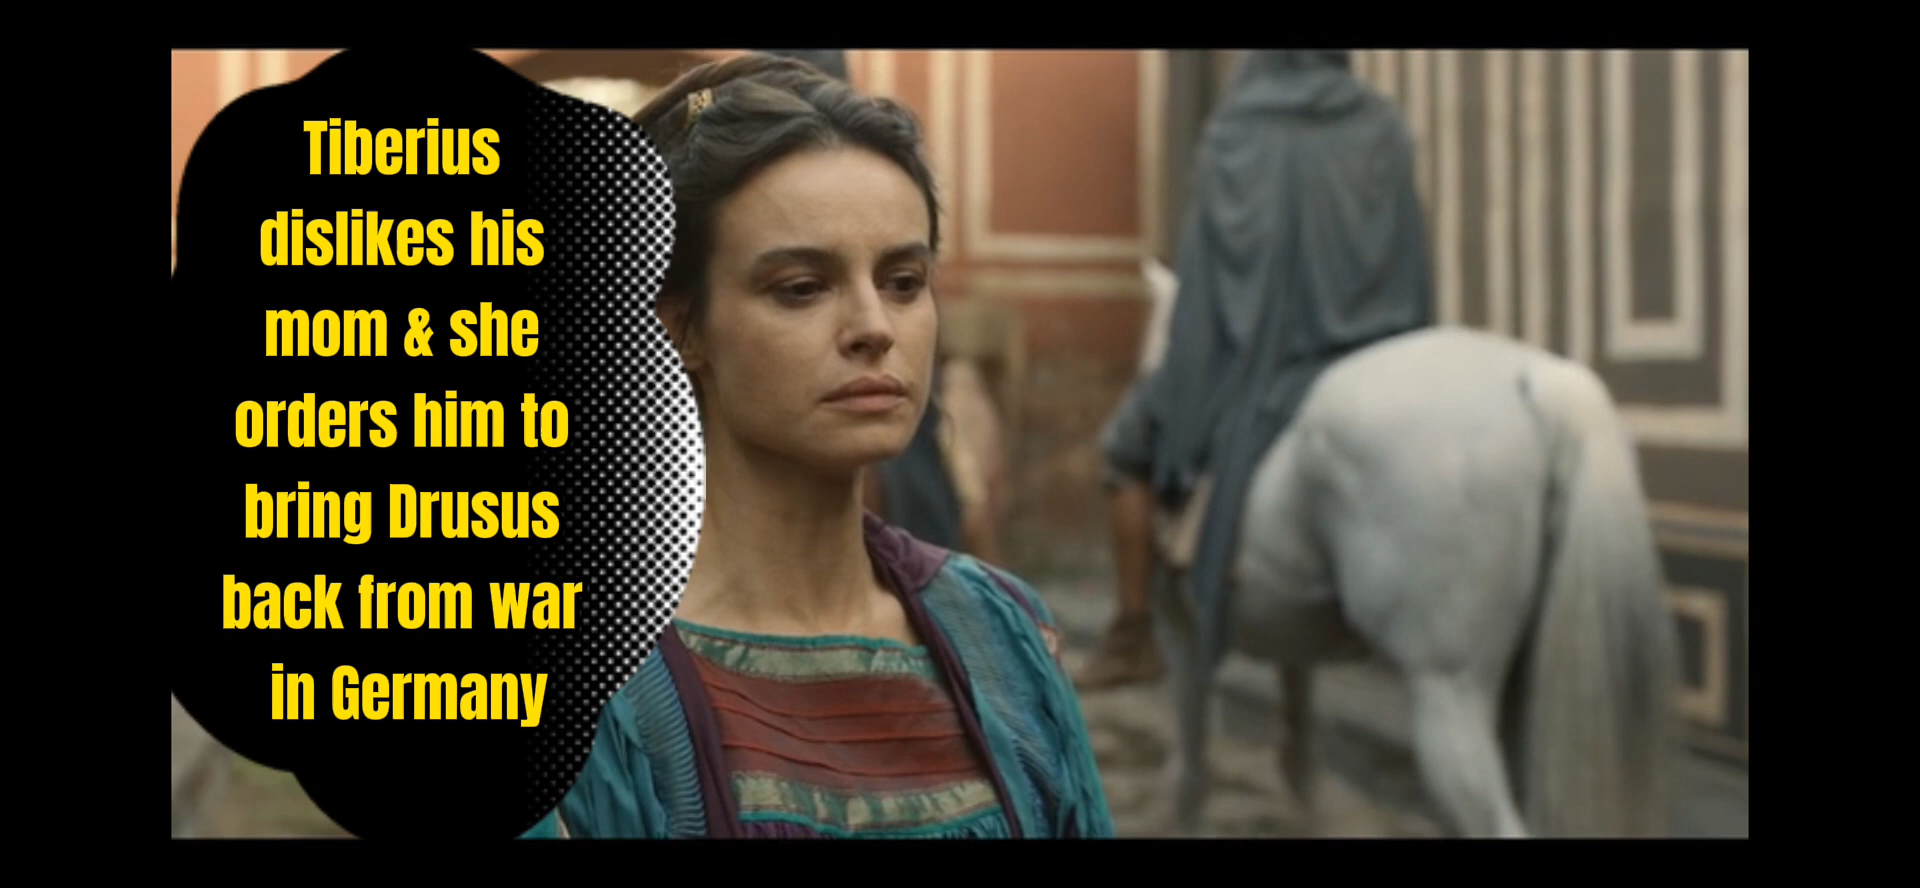 Tiberius
dislikes his
mom & she
orders him to
bring Drusus
back from war
in Germany